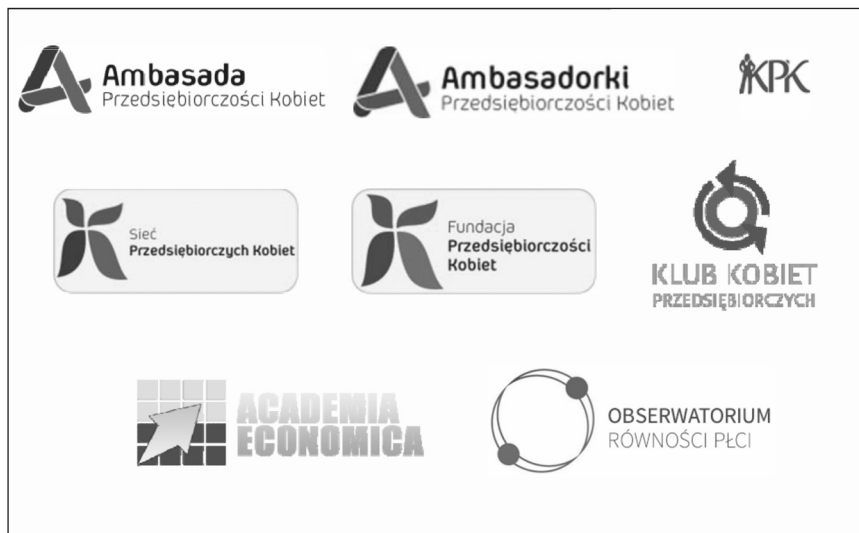 Ambasada
Przedsiębiorczości Kobiet
Ambasadorki
Przedsiębiorczości Kobiet
KPK
Sieć
Przedsiębiorczych Kobiet
Fundacja
Przedsiębiorczości
Kobiet
KLUB KOBIET
PRZEDSIĘBIORCZYCH
ACADEMIA
ECONOMICA
OBSERWATORIUM
RÓWNOŚCI PŁCI